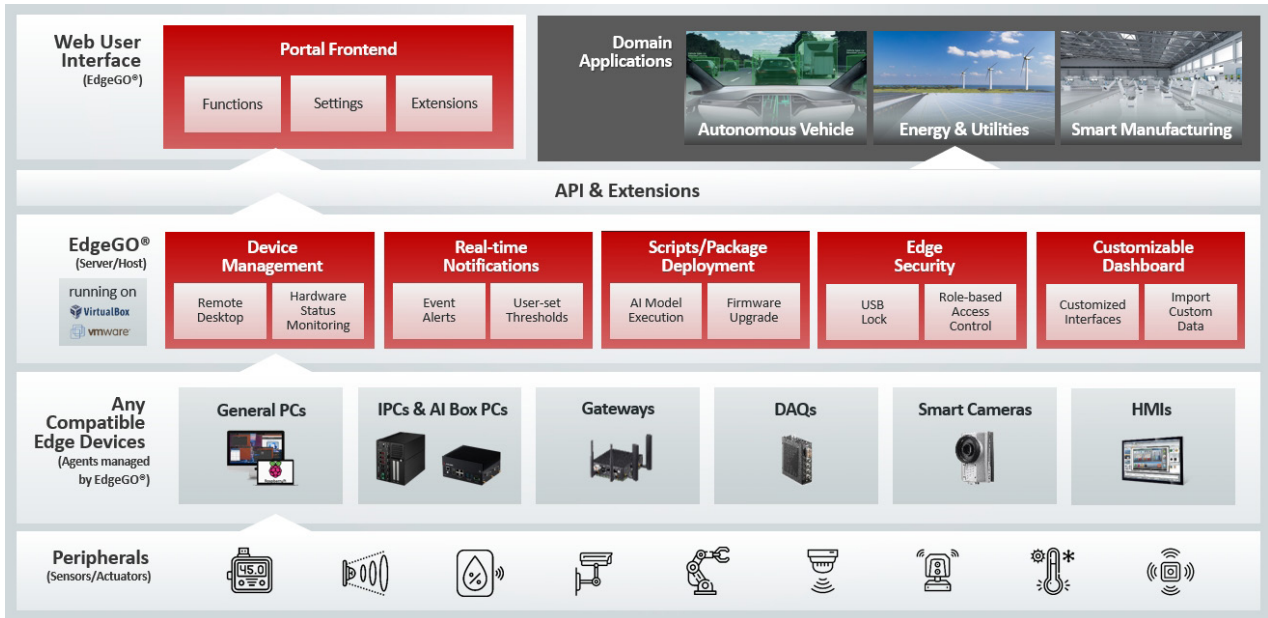 Web User
Interface
(EdgeGO®)
Portal Frontend
Functions
Settings
Extensions
Domain
Applications
Autonomous Vehicle
Energy & Utilities
Smart Manufacturing
API & Extensions
EdgeGO®
(Server/Host)
running on
VirtualBox
vmware
Device
Management
Remote
Desktop
Hardware
Status
Monitoring
Real-time
Notifications
Event
Alerts
User-set
Thresholds
Scripts/Package
Deployment
AI Model
Execution
Firmware
Upgrade
Edge
Security
USB
Lock
Role-based
Access
Control
Customizable
Dashboard
Customized
Interfaces
Import
Custom
Data
Any
Compatible
Edge Devices
(Agents managed
by EdgeGO®)
General PCs
IPCs & AI Box PCs
Gateways
DAQs
Smart Cameras
HMIs
Peripherals
(Sensors/Actuators)
45.0
%